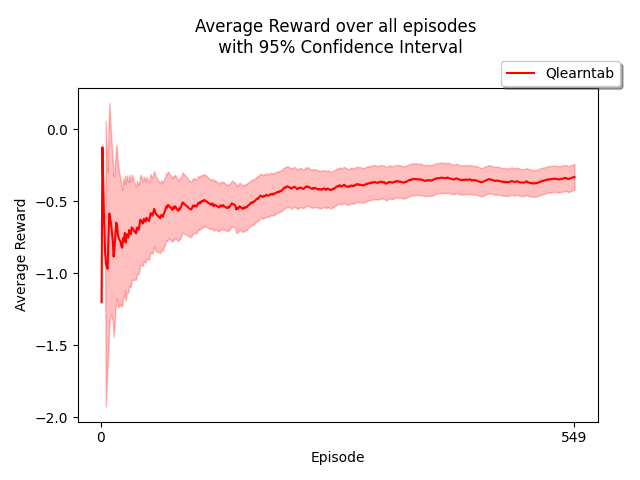 Average Reward over all episodes
with 95% Confidence Interval
Qlearntab
0.0
−0.5
−1.0
−1.5
−2.0
Average Reward
0
549
Episode